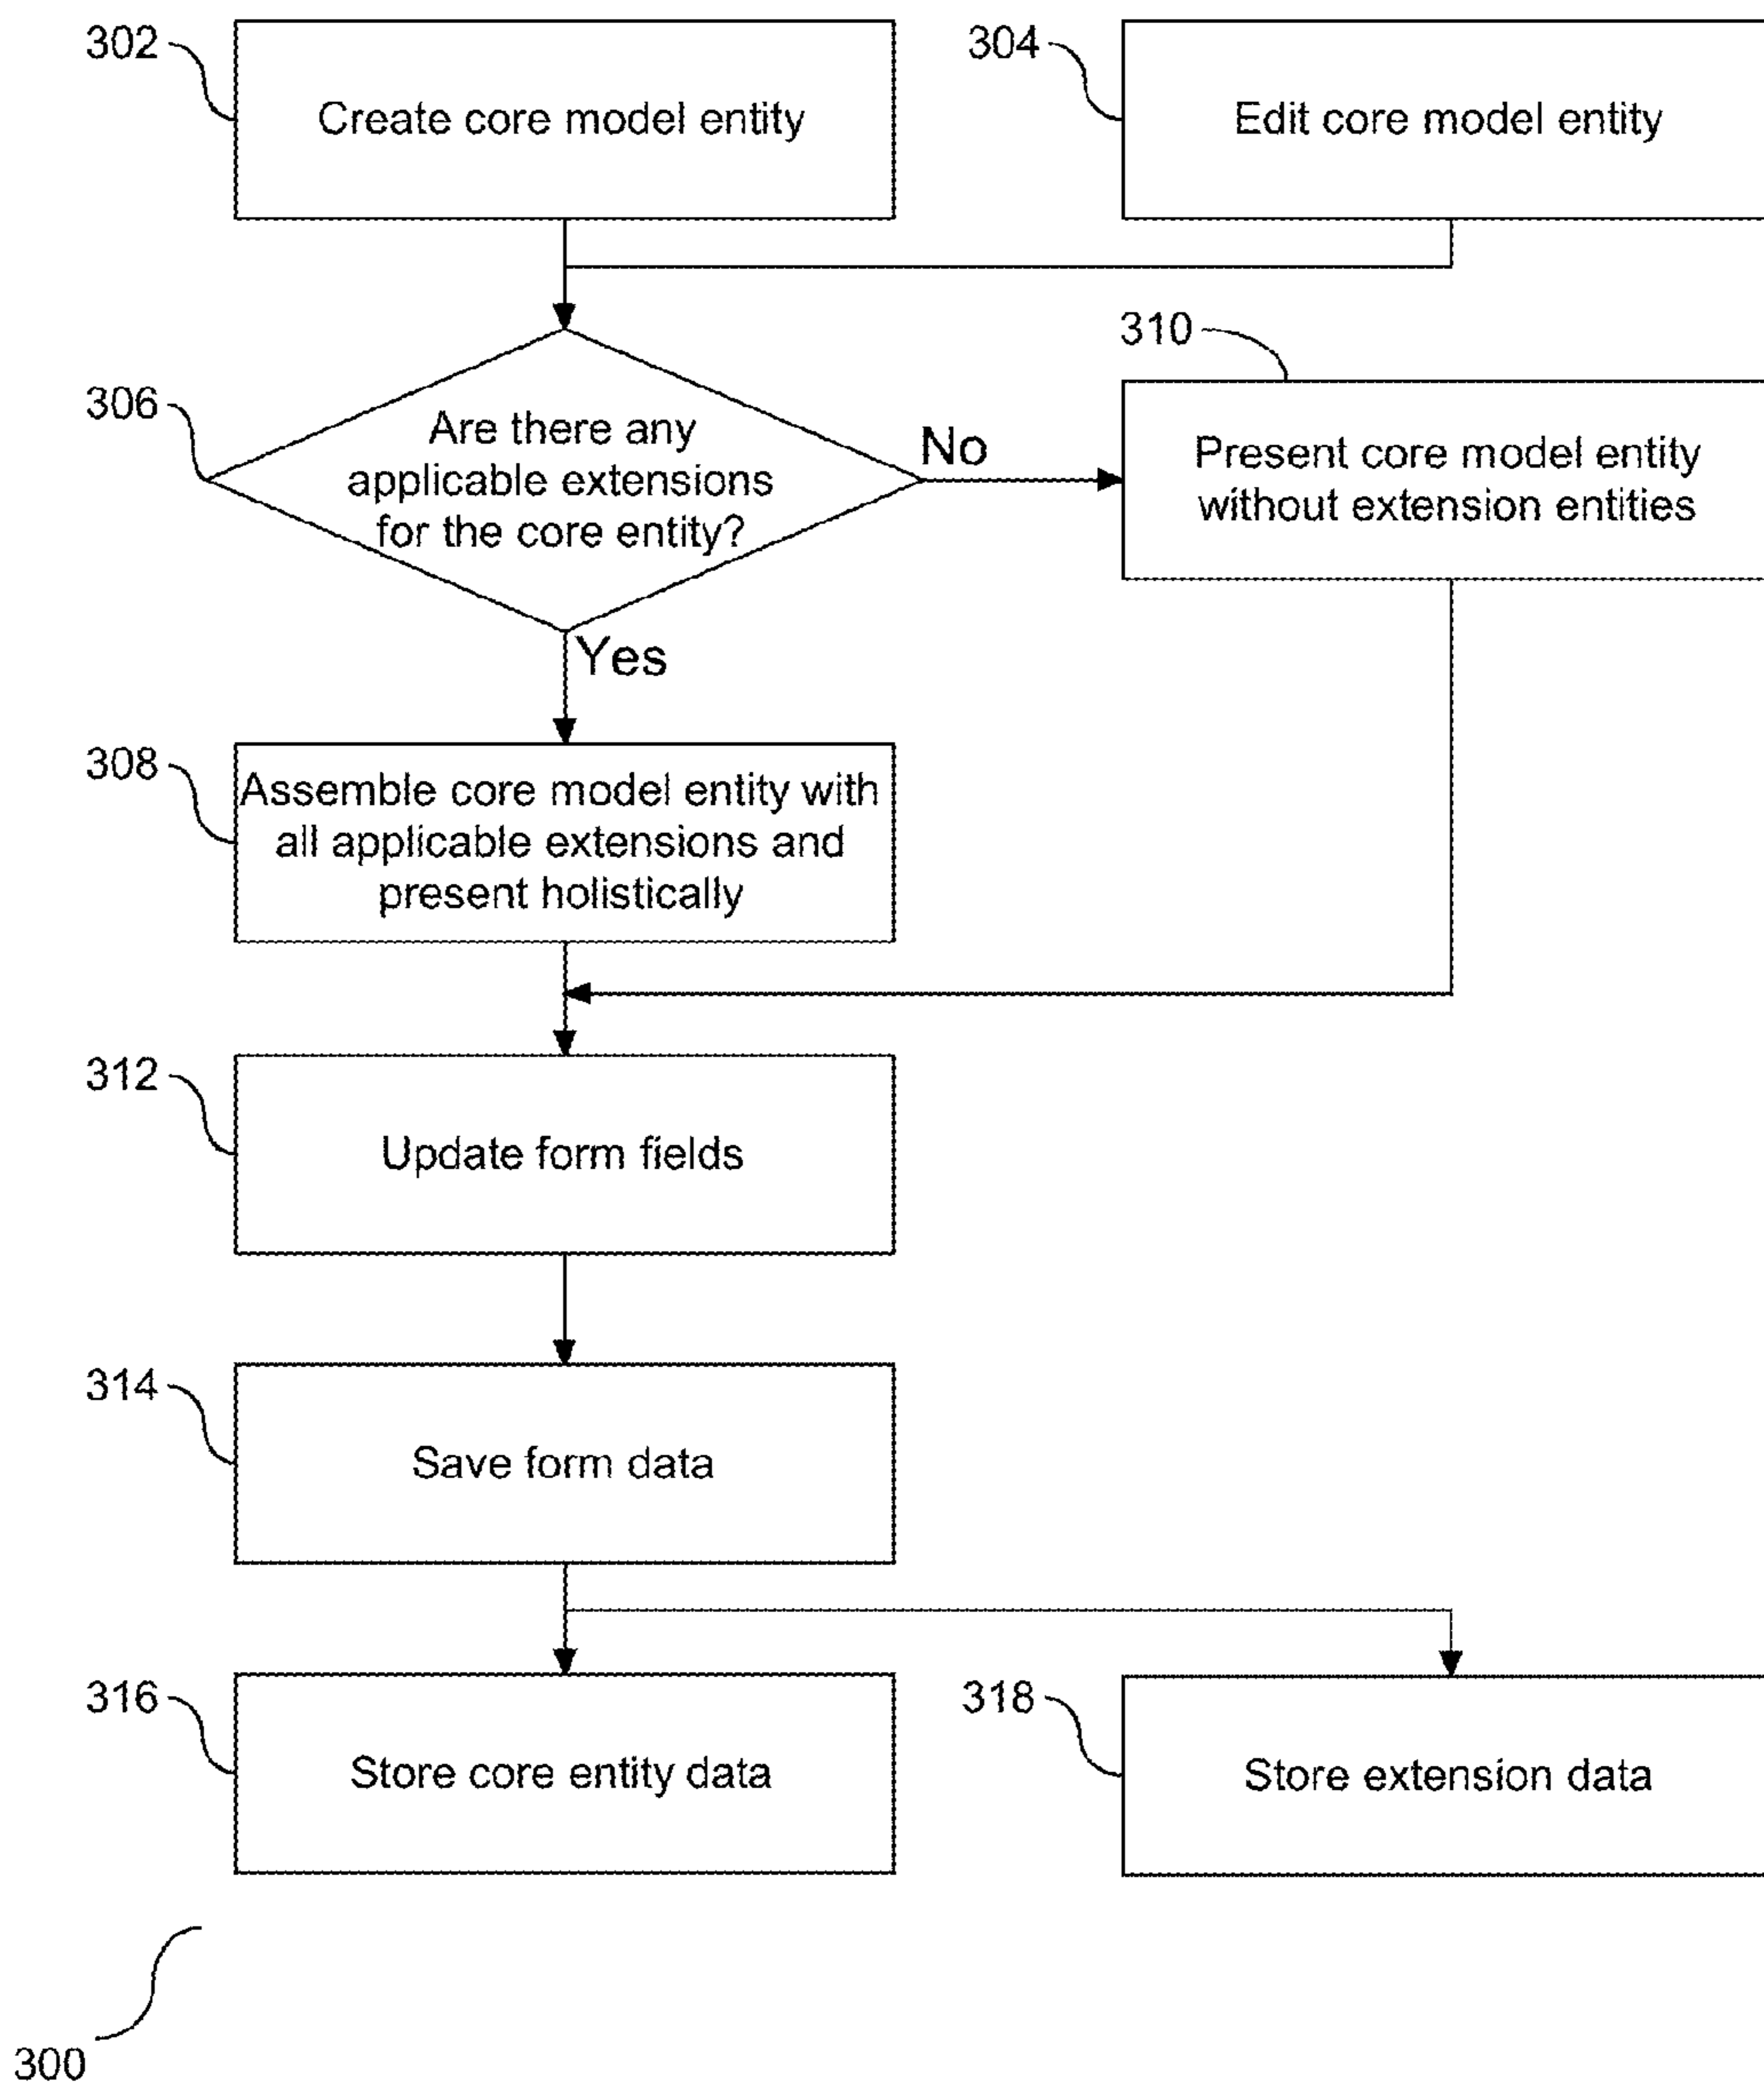 302
Create core model entity
304
Edit core model entity
306
Are there any
applicable extensions
for the core entity?
No
310
Present core model entity
without extension entities
Yes
308
Assemble core model entity with
all applicable extensions and
present holistically
312
Update form fields
314
Save form data
316
Store core entity data
318
Store extension data
300